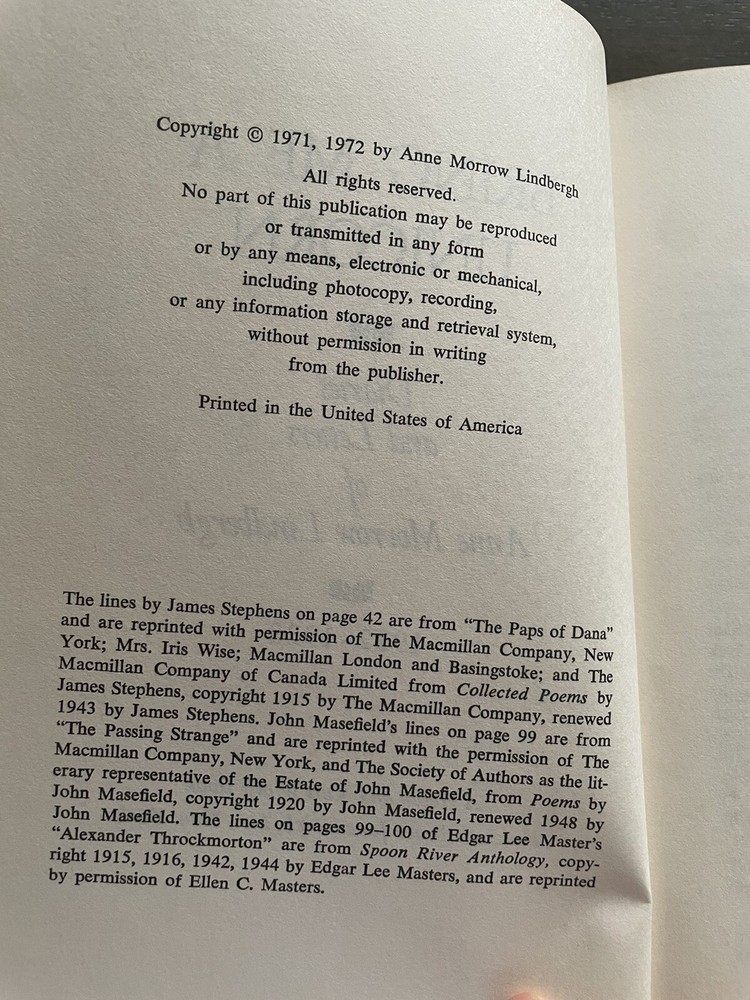 Copyright © 1971, 1972 by Anne Morrow Lindbergh
All rights reserved.
No part of this publication may be reproduced
or transmitted in any form
or by any means, electronic or mechanical,
including photocopy, recording,
or any information storage and retrieval system,
without permission in writing
from the publisher.
Printed in the United States of America
and Letters
of
Anne Morrow Lindbergh
The lines by James Stephens on page 42 are from “The Paps of Dana”
and are reprinted with permission of The Macmillan Company, New
York; Mrs. Iris Wise; Macmillan London and Basingstoke; and The
Macmillan Company of Canada Limited from Collected Poems by
James Stephens, copyright 1915 by The Macmillan Company, renewed
1943 by James Stephens. John Masefield’s lines on page 99 are from
“The Passing Strange” and are reprinted with the permission of The
Macmillan Company, New York, and The Society of Authors as the lit-
erary representative of the Estate of John Masefield, from Poems by
John Masefield, copyright 1920 by John Masefield, renewed 1948 by
John Masefield. The lines on pages 99–100 of Edgar Lee Master’s
“Alexander Throckmorton” are from Spoon River Anthology, copy-
right 1915, 1916, 1942, 1944 by Edgar Lee Masters, and are reprinted
by permission of Ellen C. Masters.